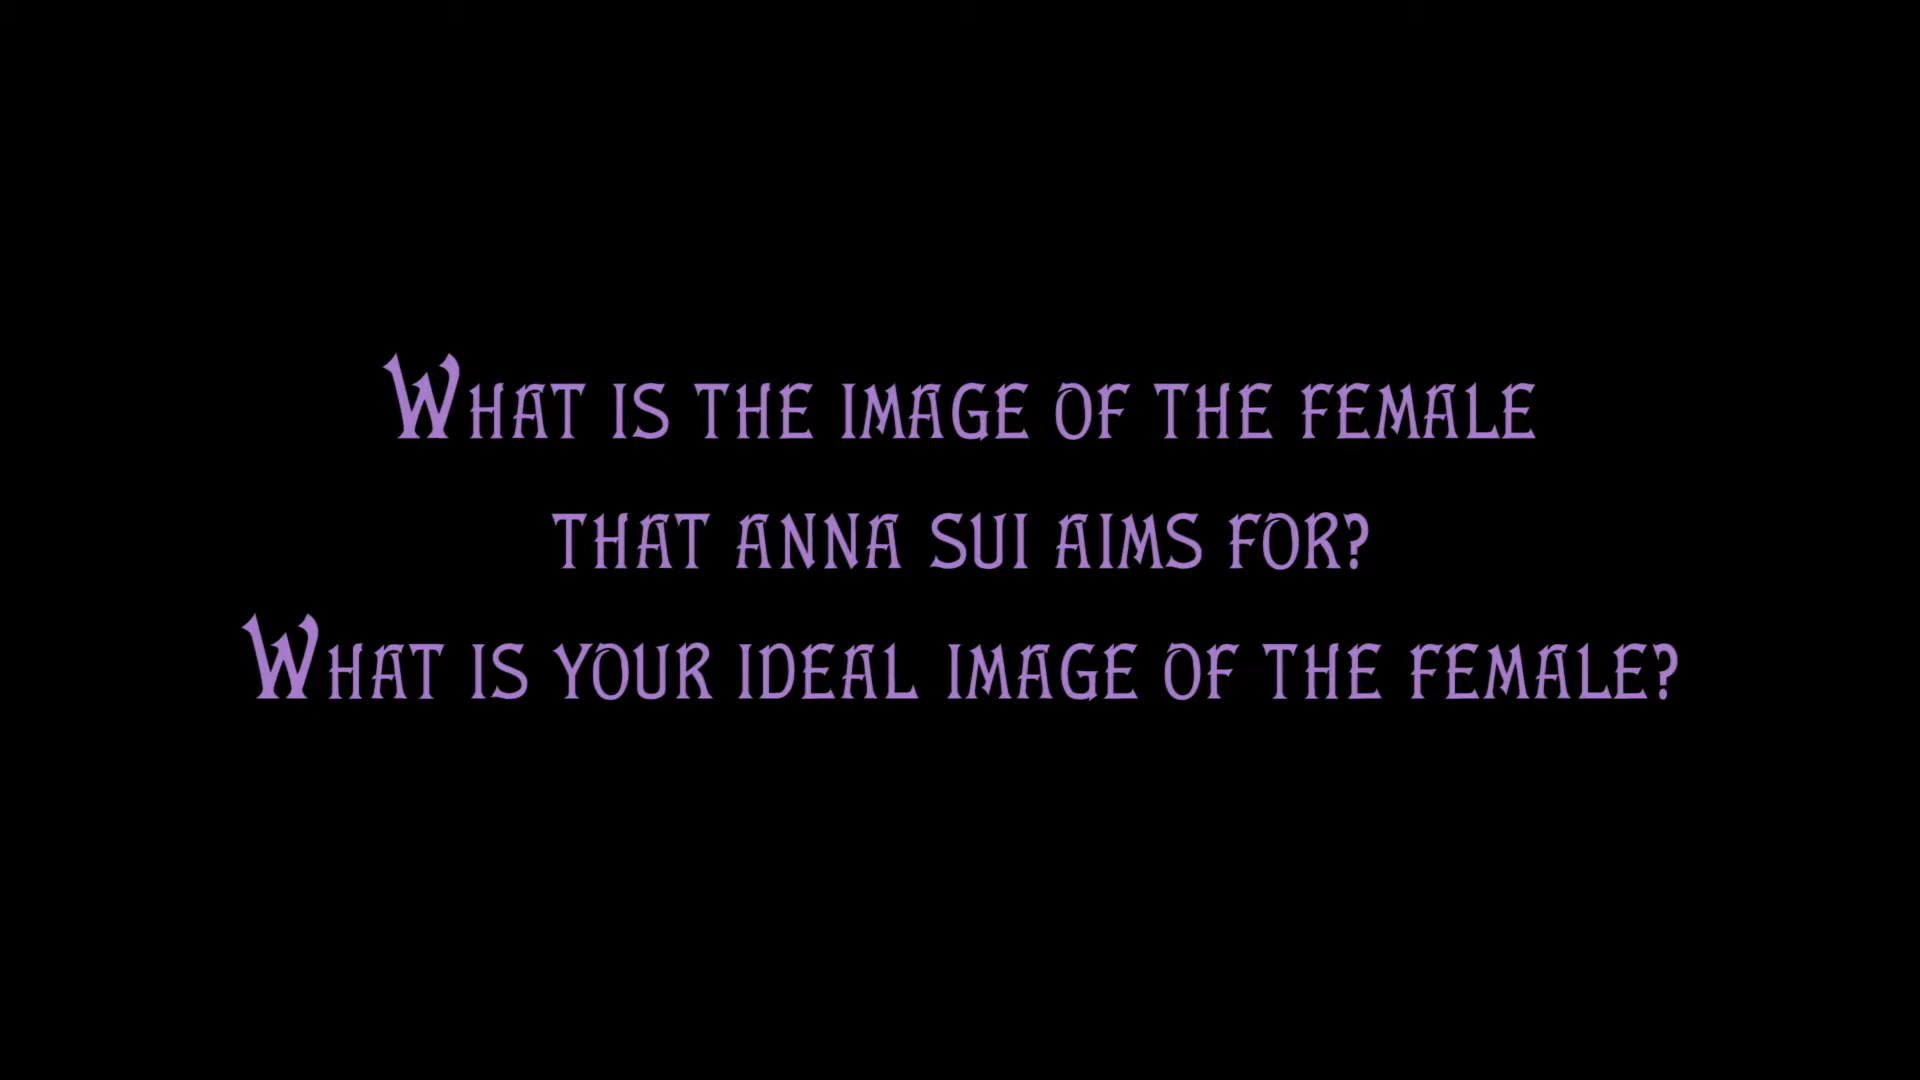 What is the image of the female
that anna sui aims for?
What is your ideal image of the female?